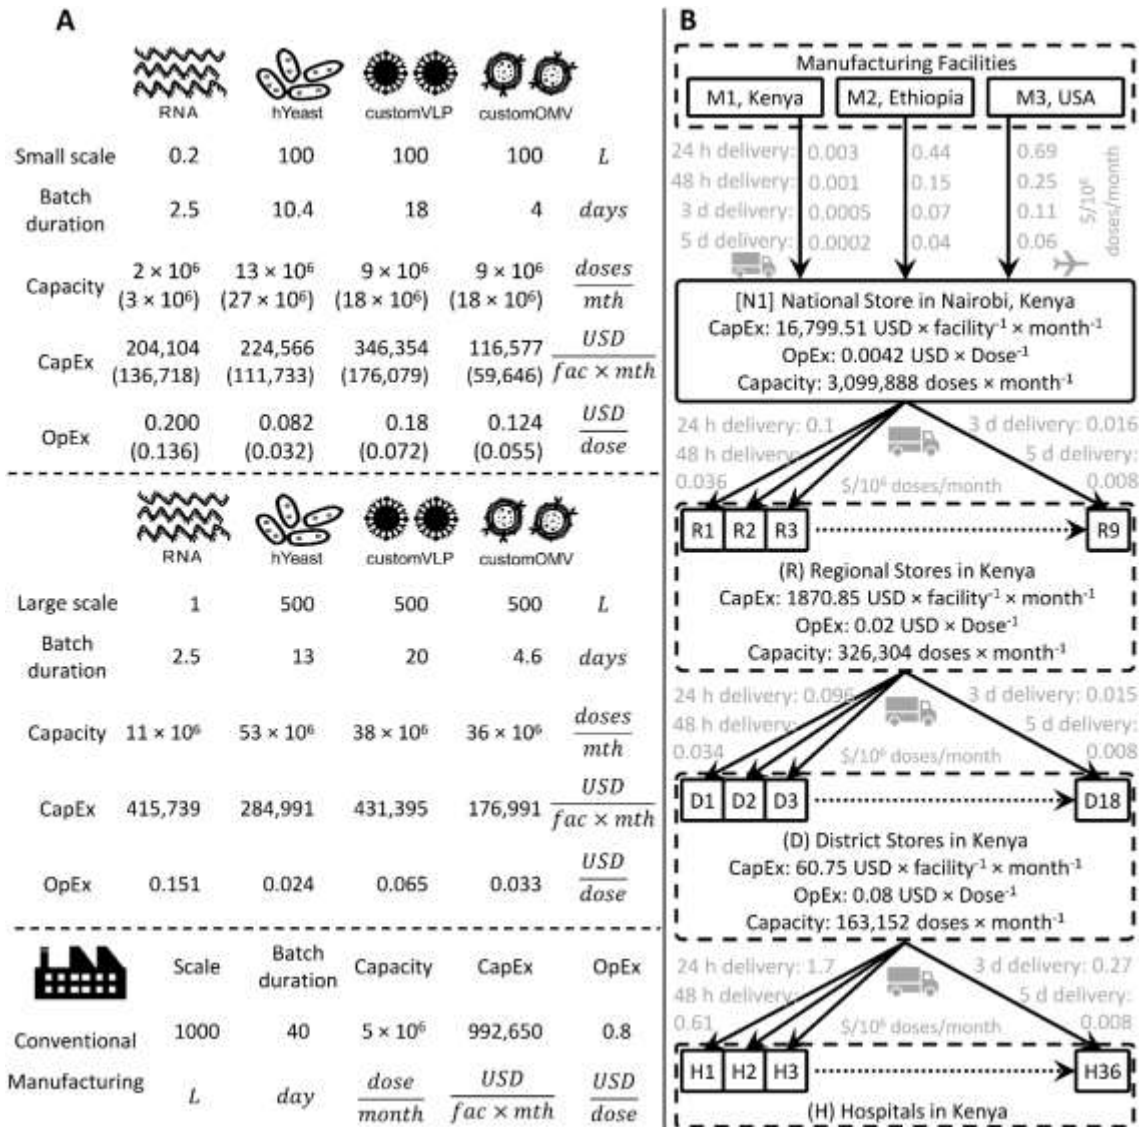 A
RNA hYeast customVLP customOMV
Small scale 0.2 100 100 100 L
Batch duration 2.5 10.4 18 4 days
Capacity 2 × 10⁶ 13 × 10⁶ 9 × 10⁶ 9 × 10⁶ doses
(3 × 10⁶) (27 × 10⁶) (18 × 10⁶) (18 × 10⁶) mth
CapEx 204,104 224,566 346,354 116,577 USD
(136,718) (111,733) (176,079) (59,646) fac × mth
OpEx 0.200 0.082 0.18 0.124 USD
(0.136) (0.032) (0.072) (0.055) dose
RNA hYeast customVLP customOMV
Large scale 1 500 500 500 L
Batch duration 2.5 13 20 4.6 days
Capacity 11 × 10⁶ 53 × 10⁶ 38 × 10⁶ 36 × 10⁶ doses
mth
CapEx 415,739 284,991 431,395 176,991 USD
fac × mth
OpEx 0.151 0.024 0.065 0.033 USD
dose
Scale Batch duration Capacity CapEx OpEx
Conventional Manufacturing
1000 40 5 × 10⁶ 992,650 0.8
L day dose USD USD
month fac × mth dose
B
Manufacturing Facilities
M1, Kenya M2, Ethiopia M3, USA
24 h delivery: 0.003 0.44 0.69
48 h delivery: 0.001 0.15 0.25
3 d delivery: 0.0005 0.07 0.11
5 d delivery: 0.0002 0.04 0.06
$/10⁶
doses/month
[N1] National Store in Nairobi, Kenya
CapEx: 16,799.51 USD × facility⁻¹ × month⁻¹
OpEx: 0.0042 USD × Dose⁻¹
Capacity: 3,099,888 doses × month⁻¹
24 h delivery: 0.1 3 d delivery: 0.016
48 h delivery: 5 d delivery:
0.036 $/10⁶ doses/month 0.008
R1 R2 R3 R9
(R) Regional Stores in Kenya
CapEx: 1870.85 USD × facility⁻¹ × month⁻¹
OpEx: 0.02 USD × Dose⁻¹
Capacity: 326,304 doses × month⁻¹
24 h delivery: 0.096 3 d delivery: 0.015
48 h delivery: 5 d delivery:
0.034 $/10⁶ doses/month 0.008
D1 D2 D3 D18
(D) District Stores in Kenya
CapEx: 60.75 USD × facility⁻¹ × month⁻¹
OpEx: 0.08 USD × Dose⁻¹
Capacity: 163,152 doses × month⁻¹
24 h delivery: 1.7 3 d delivery: 0.27
48 h delivery: 5 d delivery:
0.61 $/10⁶ doses/month 0.008
H1 H2 H3 H36
(H) Hospitals in Kenya